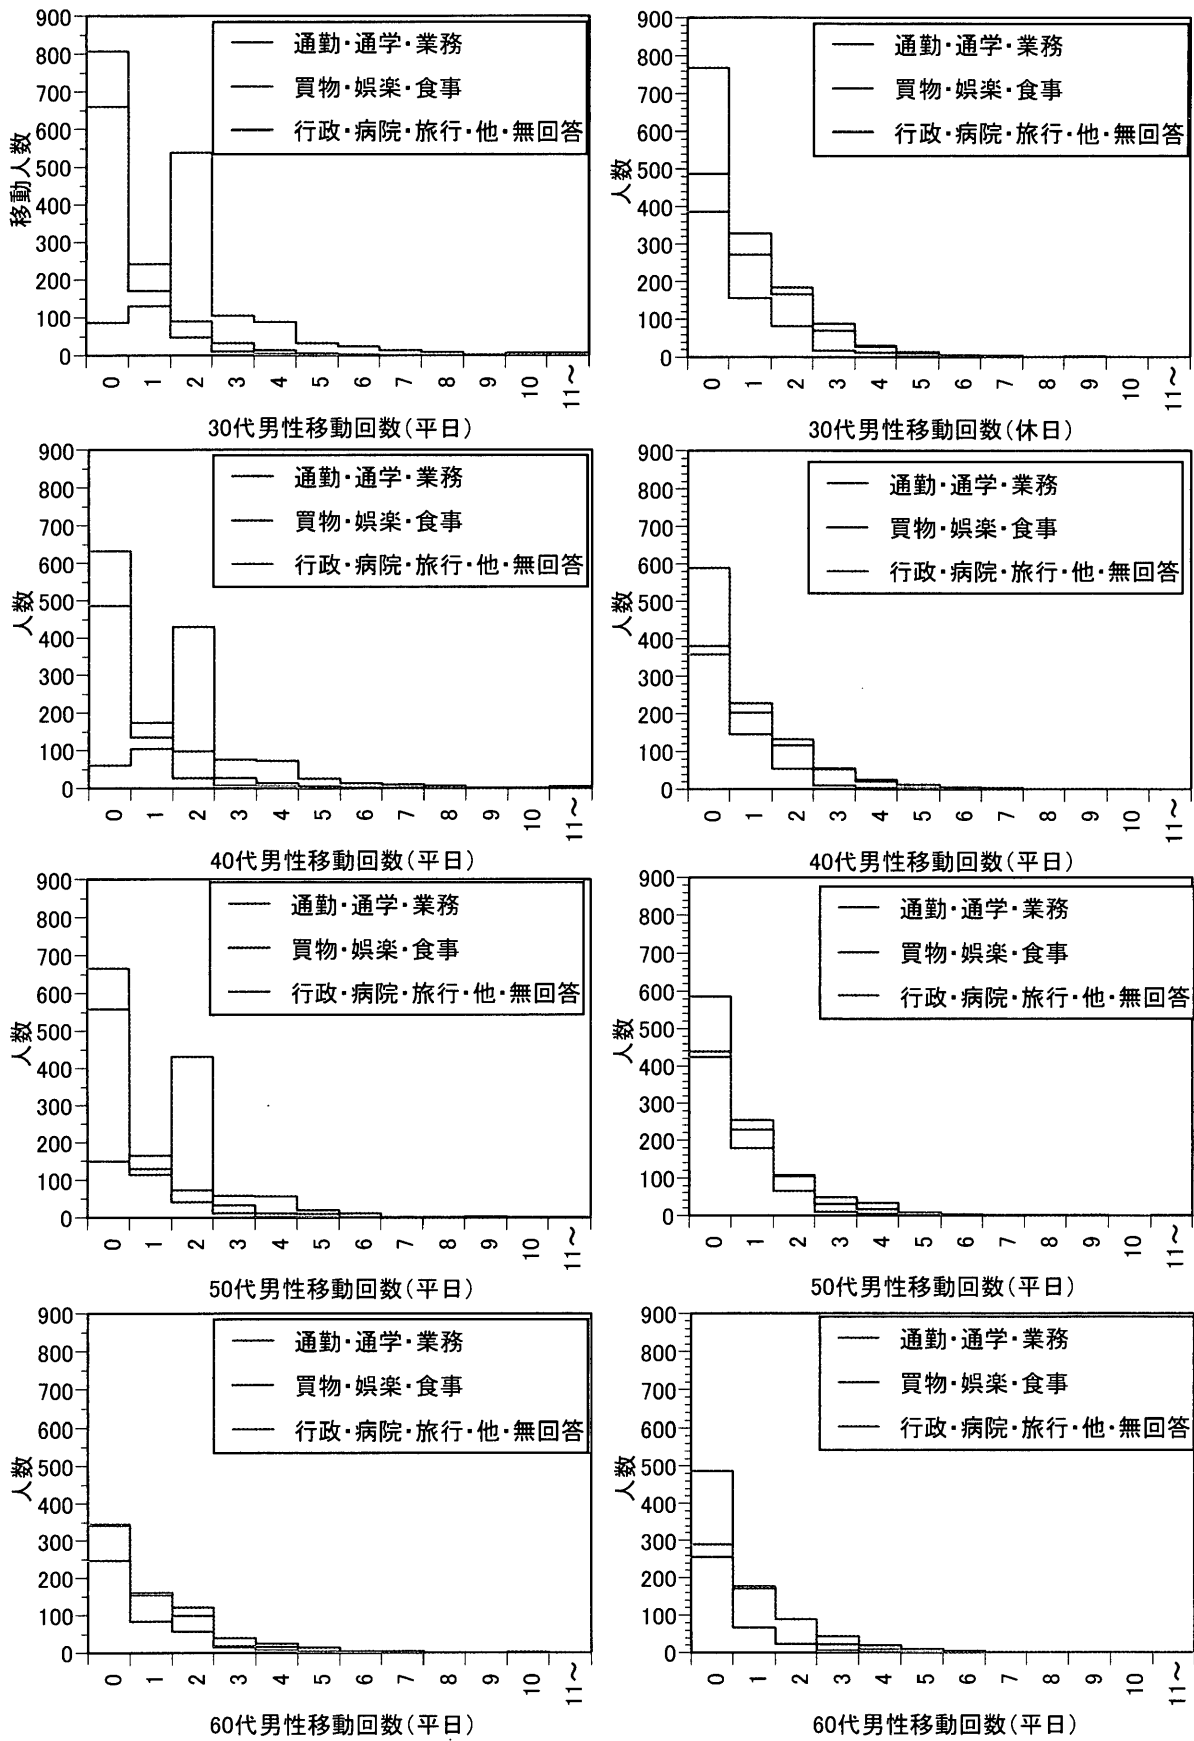 900
800
700
600
500
400
300
200
100
0
移動人数
通勤・通学・業務
買物・娯楽・食事
行政・病院・旅行・他・無回答
0 1 2 3 4 5 6 7 8 9 10 11～
30代男性移動回数(平日)
900
800
700
600
500
400
300
200
100
0
人数
通勤・通学・業務
買物・娯楽・食事
行政・病院・旅行・他・無回答
0 1 2 3 4 5 6 7 8 9 10 11～
30代男性移動回数(休日)
900
800
700
600
500
400
300
200
100
0
人数
通勤・通学・業務
買物・娯楽・食事
行政・病院・旅行・他・無回答
0 1 2 3 4 5 6 7 8 9 10 11～
40代男性移動回数(平日)
900
800
700
600
500
400
300
200
100
0
人数
通勤・通学・業務
買物・娯楽・食事
行政・病院・旅行・他・無回答
0 1 2 3 4 5 6 7 8 9 10 11～
40代男性移動回数(平日)
900
800
700
600
500
400
300
200
100
0
人数
通勤・通学・業務
買物・娯楽・食事
行政・病院・旅行・他・無回答
0 1 2 3 4 5 6 7 8 9 10 11～
50代男性移動回数(平日)
900
800
700
600
500
400
300
200
100
0
人数
通勤・通学・業務
買物・娯楽・食事
行政・病院・旅行・他・無回答
0 1 2 3 4 5 6 7 8 9 10 11～
50代男性移動回数(平日)
900
800
700
600
500
400
300
200
100
0
人数
通勤・通学・業務
買物・娯楽・食事
行政・病院・旅行・他・無回答
0 1 2 3 4 5 6 7 8 9 10 11～
60代男性移動回数(平日)
900
800
700
600
500
400
300
200
100
0
人数
通勤・通学・業務
買物・娯楽・食事
行政・病院・旅行・他・無回答
0 1 2 3 4 5 6 7 8 9 10 11～
60代男性移動回数(平日)